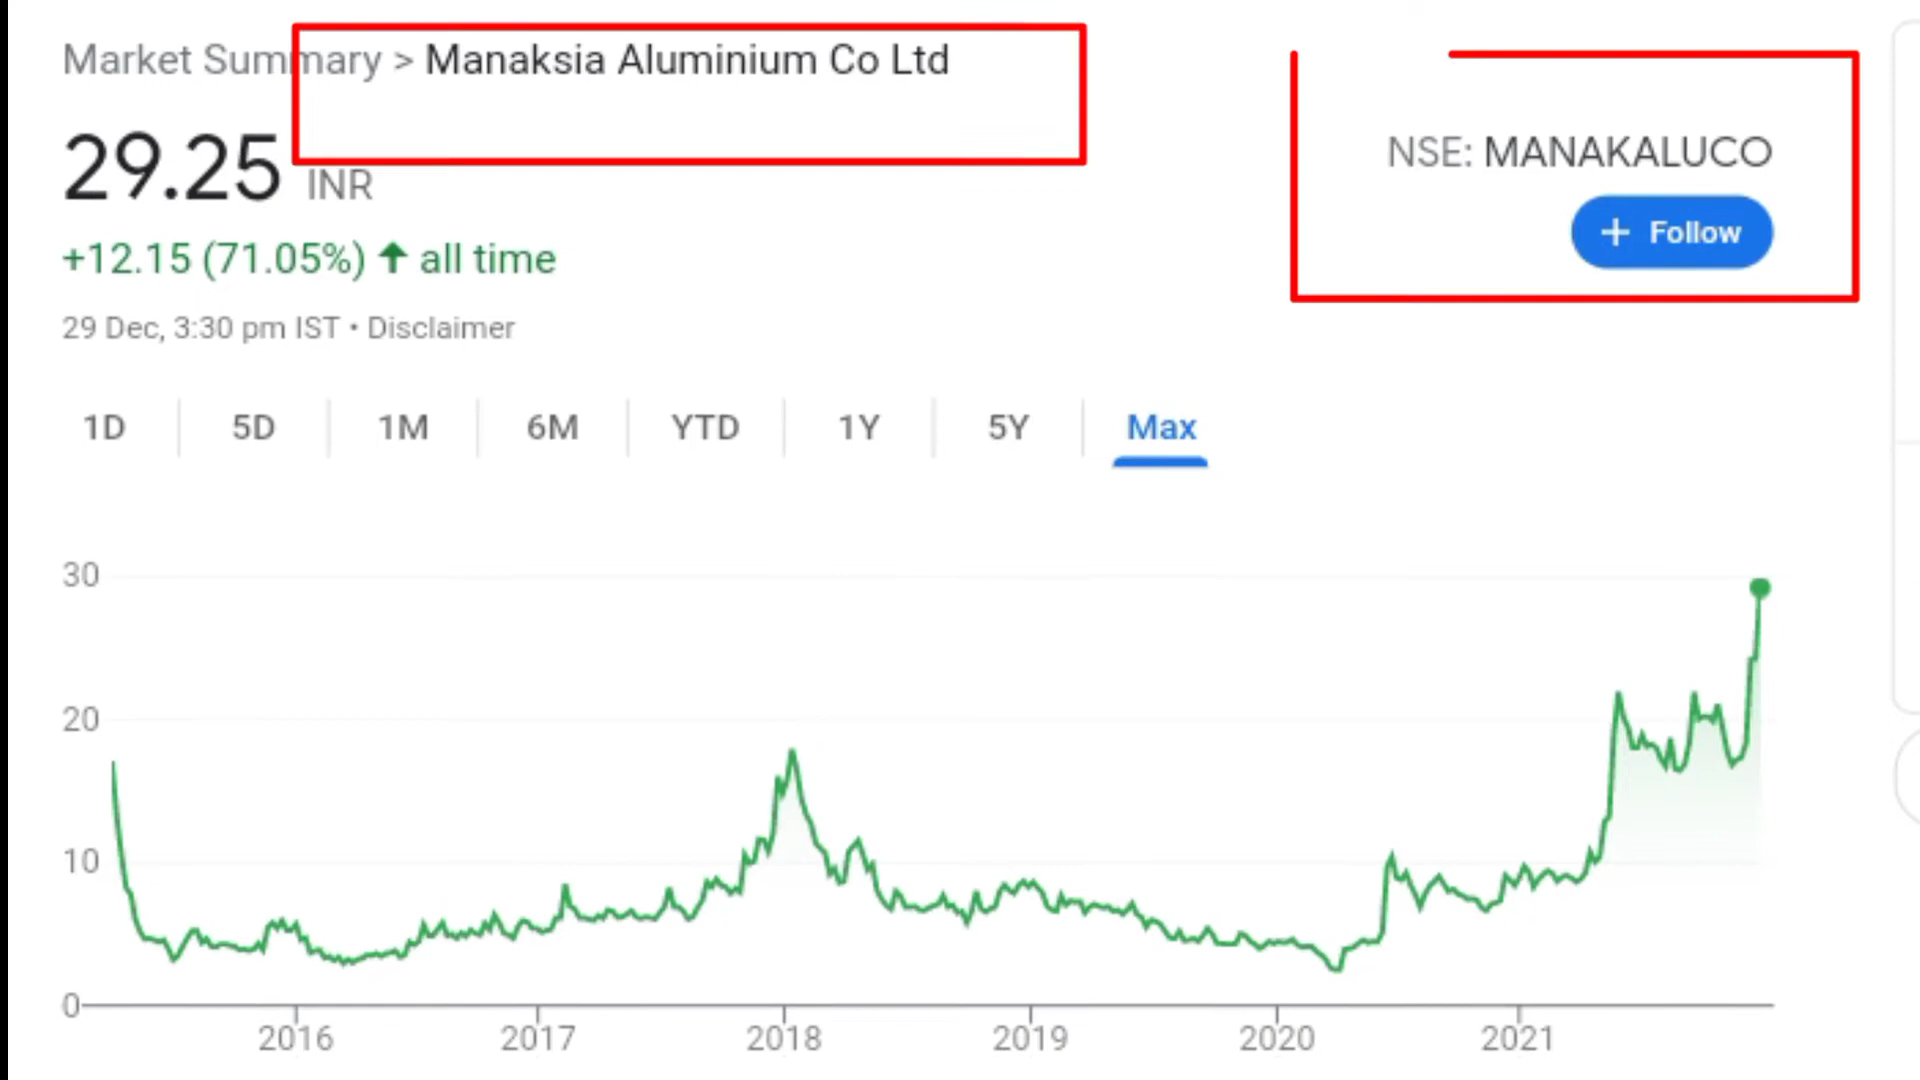 Market Summary > Manaksia Aluminium Co Ltd
29.25 INR
+12.15 (71.05%) ↑ all time
29 Dec, 3:30 pm IST • Disclaimer
NSE: MANAKALUCO
+ Follow
1D 5D 1M 6M YTD 1Y 5Y Max
30
20
10
0
2016 2017 2018 2019 2020 2021